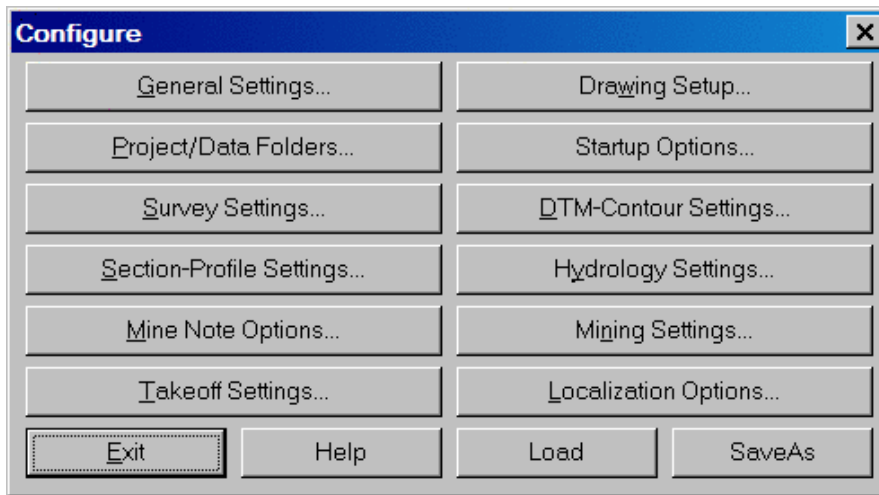 Configure
General Settings...
Drawing Setup...
Project/Data Folders...
Startup Options...
Survey Settings...
DTM-Contour Settings...
Section-Profile Settings...
Hydrology Settings...
Mine Note Options...
Mining Settings...
Takeoff Settings...
Localization Options...
Exit
Help
Load
SaveAs